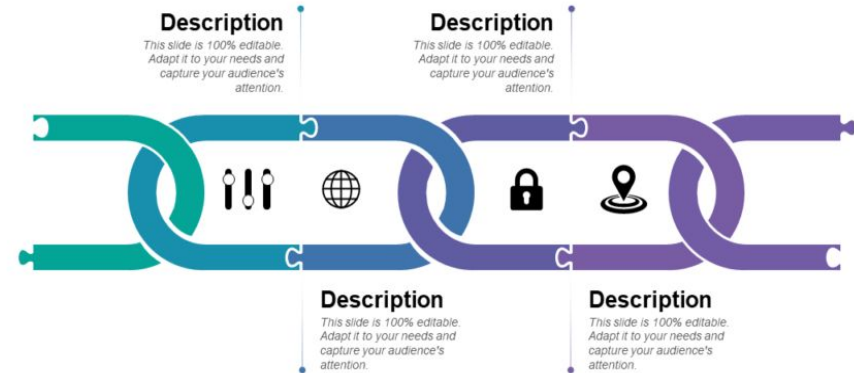 Description
This slide is 100% editable.
Adapt it to your needs and
capture your audience's
attention.
Description
This slide is 100% editable.
Adapt it to your needs and
capture your audience's
attention.
Description
This slide is 100% editable.
Adapt it to your needs and
capture your audience's
attention.
Description
This slide is 100% editable.
Adapt it to your needs and
capture your audience's
attention.